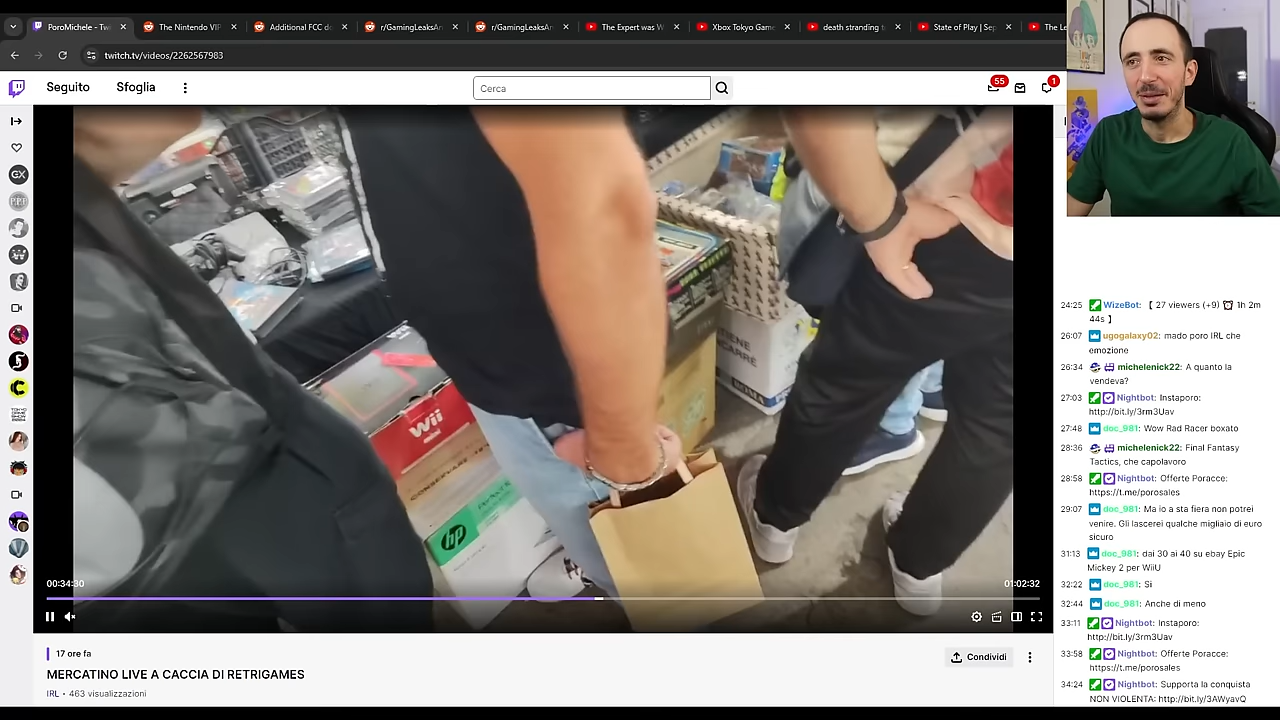 PoroMichele - Tw
The Nintendo VIP
Additional FCC do
r/GamingLeaksAn
r/GamingLeaksAn
The Expert was W
Xbox Tokyo Game
death stranding t
State of Play | Sep
The Le
twitch.tv/videos/2262567983
Seguito
Sfoglia
Cerca
55
1
GX
Wii
mini
CONSERVARE
hp
ROMA
00:34:30
01:02:32
17 ore fa
Condividi
MERCATINO LIVE A CACCIA DI RETRIGAMES
IRL • 463 visualizzazioni
24:25 WizeBot: 【 27 viewers (+9) ⏰ 1h 2m
44s 】
26:07 ugogalaxy02: mado poro IRL che
emozione
26:34 michelenick22: A quanto la
vendeva?
27:03 Nightbot: Instaporo:
http://bit.ly/3rm3Uav
27:48 doc_981: Wow Rad Racer boxato
28:36 michelenick22: Final Fantasy
Tactics, che capolavoro
28:58 Nightbot: Offerte Poracce:
https://t.me/porosales
29:07 doc_981: Ma io a sta fiera non potrei
venire. Gli lascerei qualche migliaio di euro
sicuro
31:13 doc_981: dai 30 ai 40 su ebay Epic
Mickey 2 per WiiU
32:22 doc_981: Si
32:44 doc_981: Anche di meno
33:11 Nightbot: Instaporo:
http://bit.ly/3rm3Uav
33:58 Nightbot: Offerte Poracce:
https://t.me/porosales
34:24 Nightbot: Supporta la conquista
NON VIOLENTA: http://bit.ly/3AWyavQ